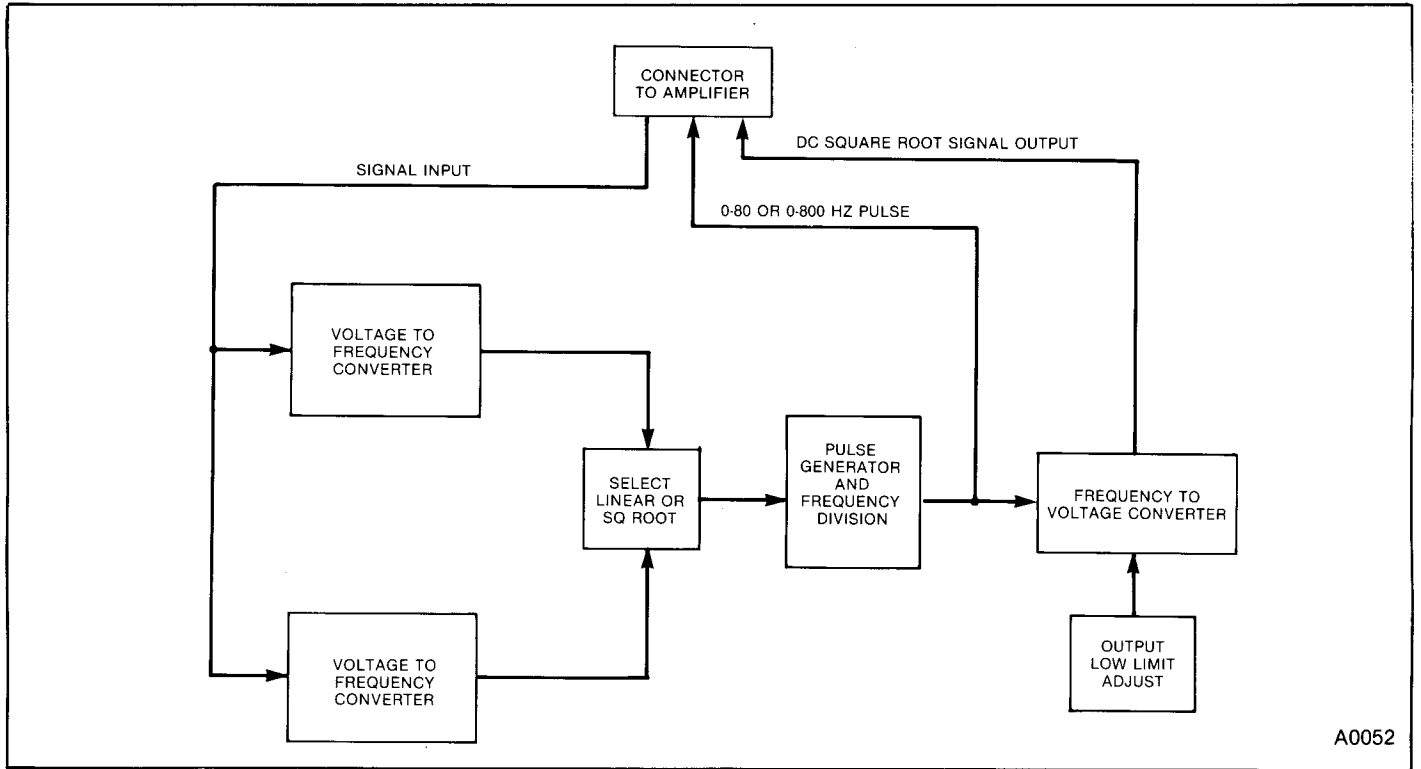 CONNECTOR
TO AMPLIFIER
DC SQUARE ROOT SIGNAL OUTPUT
SIGNAL INPUT
0-80 OR 0-800 HZ PULSE
VOLTAGE TO
FREQUENCY
CONVERTER
SELECT
LINEAR OR
SQ ROOT
PULSE
GENERATOR
AND
FREQUENCY
DIVISION
FREQUENCY TO
VOLTAGE CONVERTER
VOLTAGE TO
FREQUENCY
CONVERTER
OUTPUT
LOW LIMIT
ADJUST
A0052